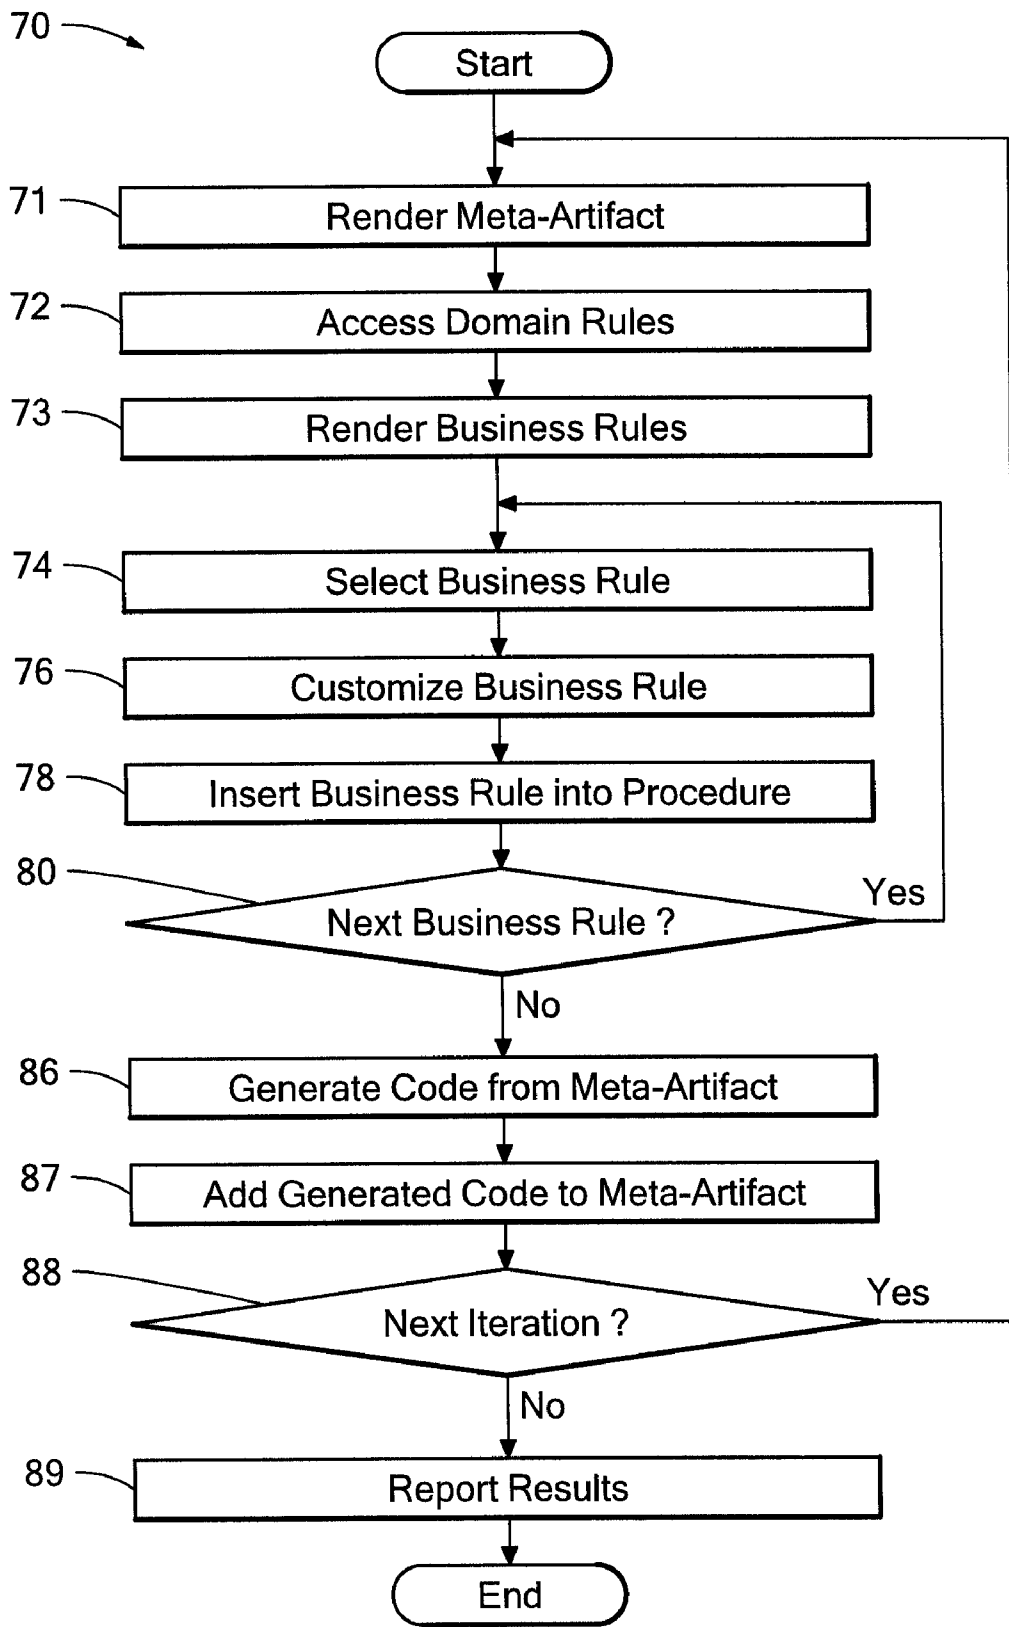 70
Start
71
Render Meta-Artifact
72
Access Domain Rules
73
Render Business Rules
74
Select Business Rule
76
Customize Business Rule
78
Insert Business Rule into Procedure
80
Next Business Rule ?
Yes
No
86
Generate Code from Meta-Artifact
87
Add Generated Code to Meta-Artifact
88
Next Iteration ?
Yes
No
89
Report Results
End